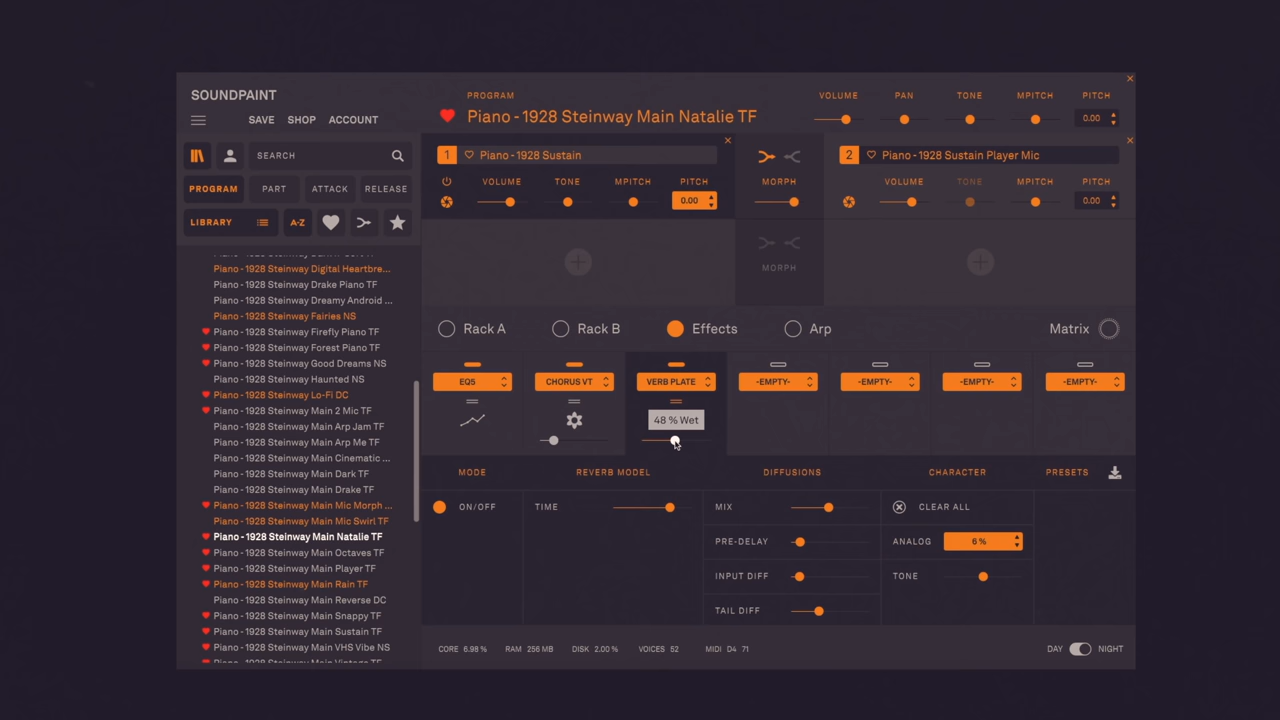 SOUNDPAINT
SAVE SHOP ACCOUNT
PROGRAM
Piano - 1928 Steinway Main Natalie TF
VOLUME PAN TONE MPITCH PITCH
0.00
SEARCH
PROGRAM PART ATTACK RELEASE
LIBRARY A-Z
1 Piano - 1928 Sustain
VOLUME TONE MPITCH PITCH
0.00
MORPH
2 Piano - 1928 Sustain Player Mic
VOLUME TONE MPITCH PITCH
0.00
MORPH
Piano - 1928 Steinway Digital Heartbre...
Piano - 1928 Steinway Drake Piano TF
Piano - 1928 Steinway Dreamy Android ...
Piano - 1928 Steinway Fairies NS
Piano - 1928 Steinway Firefly Piano TF
Piano - 1928 Steinway Forest Piano TF
Piano - 1928 Steinway Good Dreams NS
Piano - 1928 Steinway Haunted NS
Piano - 1928 Steinway Lo-Fi DC
Piano - 1928 Steinway Main 2 Mic TF
Piano - 1928 Steinway Main Arp Jam TF
Piano - 1928 Steinway Main Arp Me TF
Piano - 1928 Steinway Main Cinematic ...
Piano - 1928 Steinway Main Dark TF
Piano - 1928 Steinway Main Drake TF
Piano - 1928 Steinway Main Mic Morph ...
Piano - 1928 Steinway Main Mic Swirl TF
Piano - 1928 Steinway Main Natalie TF
Piano - 1928 Steinway Main Octaves TF
Piano - 1928 Steinway Main Player TF
Piano - 1928 Steinway Main Rain TF
Piano - 1928 Steinway Main Reverse DC
Piano - 1928 Steinway Main Snappy TF
Piano - 1928 Steinway Main Sustain TF
Piano - 1928 Steinway Main VHS Vibe NS
Piano - 1928 Steinway Main Vintage TF
Rack A Rack B Effects Arp Matrix
EQ5 CHORUS VT VERB PLATE -EMPTY- -EMPTY- -EMPTY- -EMPTY-
48 % Wet
MODE REVERB MODEL DIFFUSIONS CHARACTER PRESETS
ON/OFF TIME MIX CLEAR ALL
PRE-DELAY ANALOG 6 %
INPUT DIFF TONE
TAIL DIFF
CORE 6.98 % RAM 256 MB DISK 2.00 % VOICES 52 MIDI D4 71 DAY NIGHT